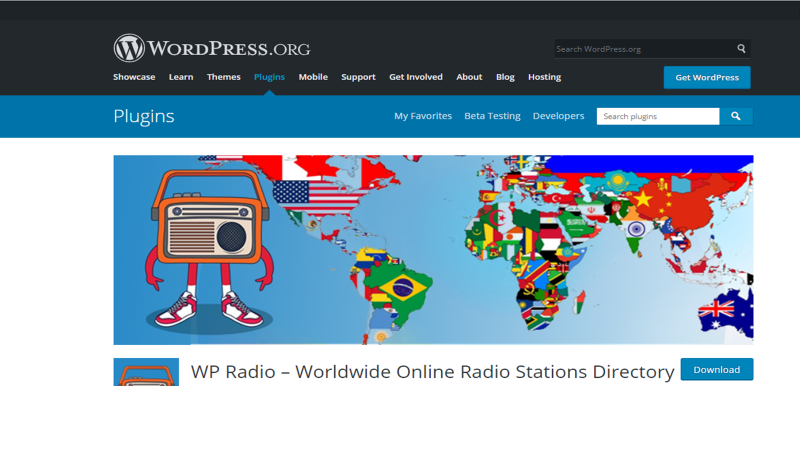 WORDPRESS.ORG
Search WordPress.org
Showcase Learn Themes Plugins Mobile Support Get Involved About Blog Hosting
Get WordPress
Plugins
My Favorites Beta Testing Developers
Search plugins
WP Radio – Worldwide Online Radio Stations Directory
Download